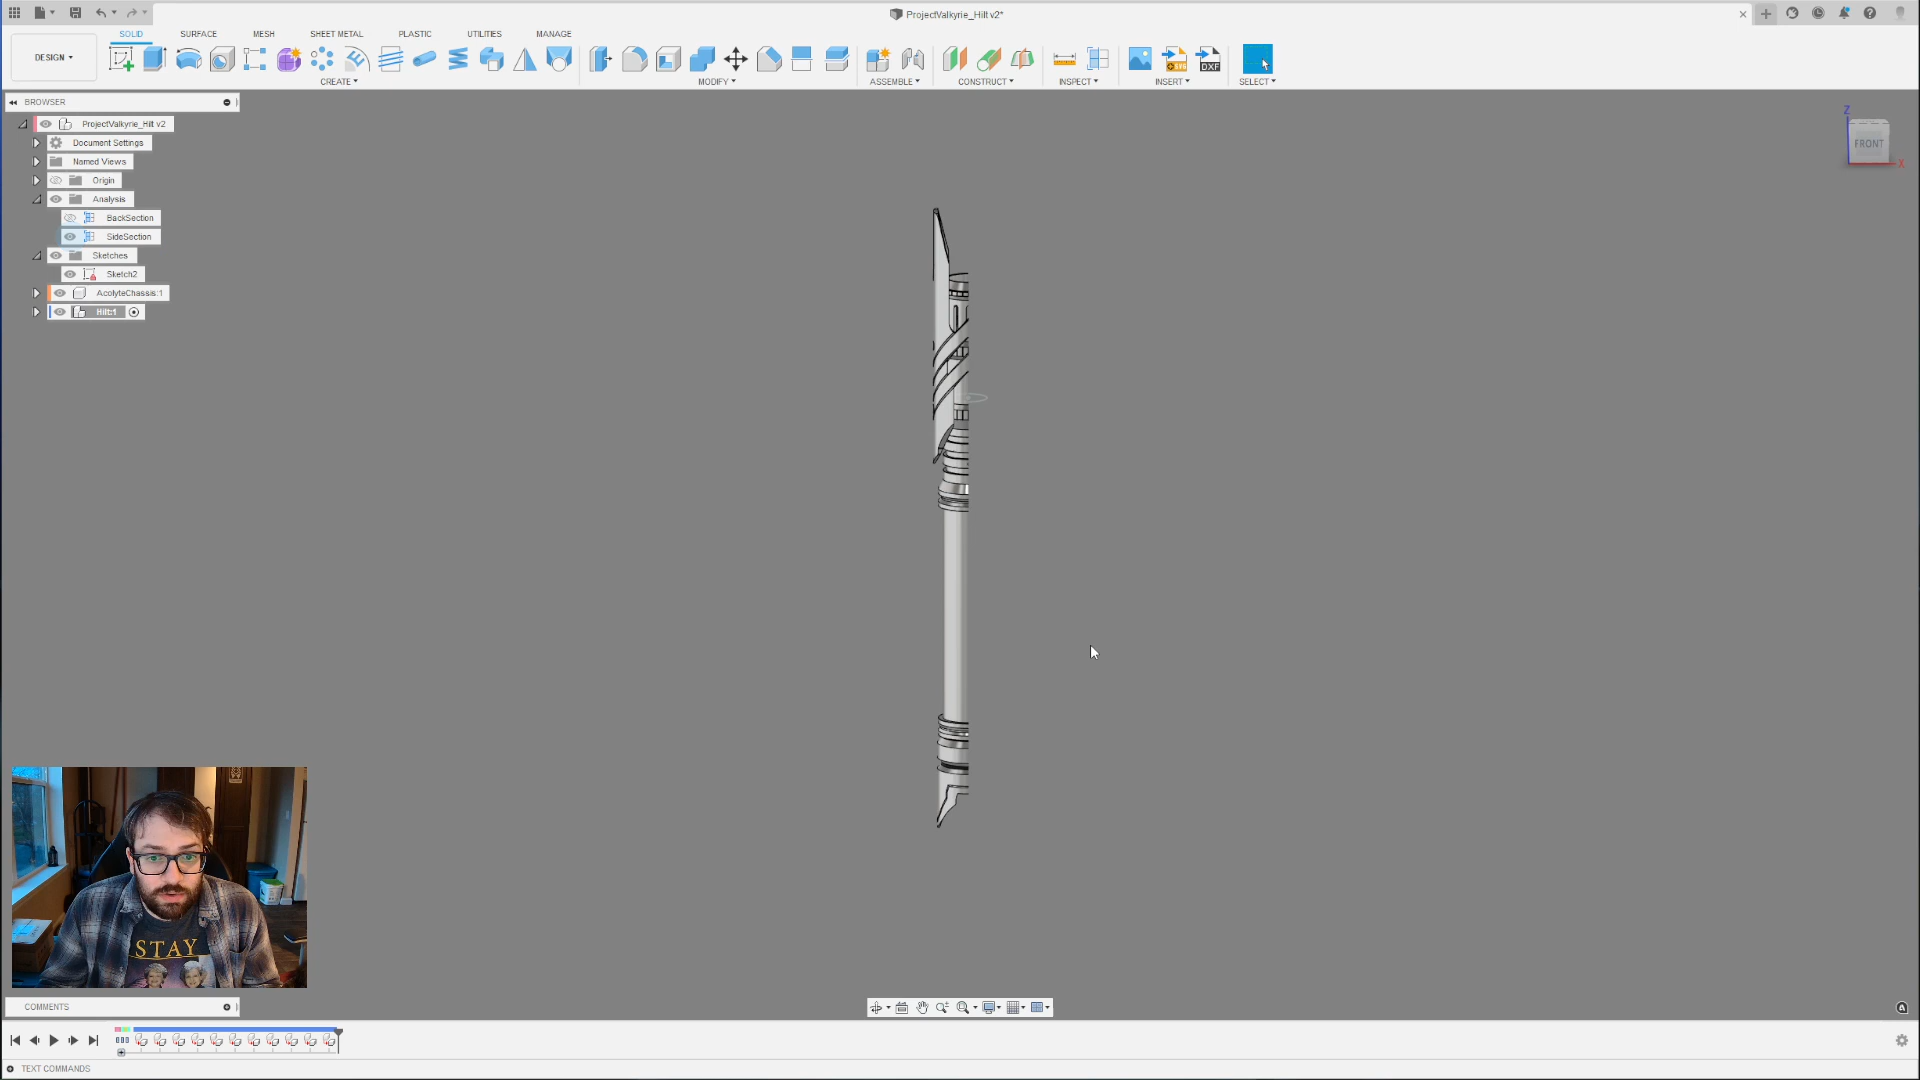 ProjectValkyrie_Hilt v2*
SOLID
SURFACE
MESH
SHEET METAL
PLASTIC
UTILITIES
MANAGE
DESIGN
CREATE
MODIFY
ASSEMBLE
CONSTRUCT
INSPECT
INSERT
SELECT
SVG
DXF
BROWSER
ProjectValkyrie_Hilt v2
Document Settings
Named Views
Origin
Analysis
BackSection
SideSection
Sketches
Sketch2
AcolyteChassis:1
Hilt:1
Z
FRONT
X
STAY
COMMENTS
TEXT COMMANDS